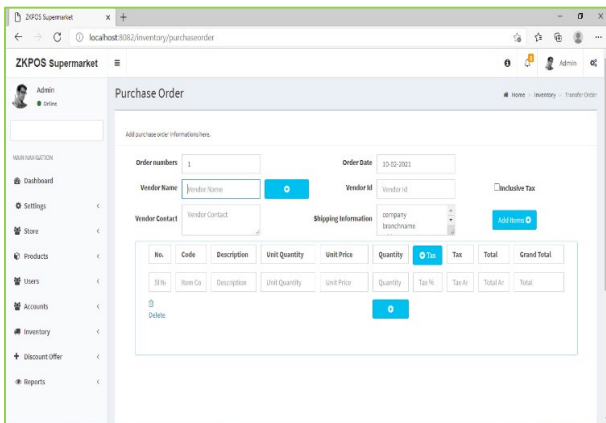 ZKPOS Supermarket
localhost:8082/inventory/purchaseorder
ZKPOS Supermarket
Admin
Admin
Online
Purchase Order
Home Inventory Transfer Order
Add purchase order informations here.
MAIN NAVIGATION
Dashboard
Settings
Store
Products
Users
Accounts
Inventory
Discount Offer
Reports
Order numbers 1 Order Date 10-02-2021
Vendor Name Vendor Name Vendor Id Vendor Id Inclusive Tax
Vendor Contact Vendor Contact Shipping Information company
branchname
Add Items
No. Code Description Unit Quantity Unit Price Quantity Tax Tax Total Grand Total
Sl No Item Co Description Unit Quantity Unit Price Quantity Tax % Tax Ar Total Ar Total
Delete